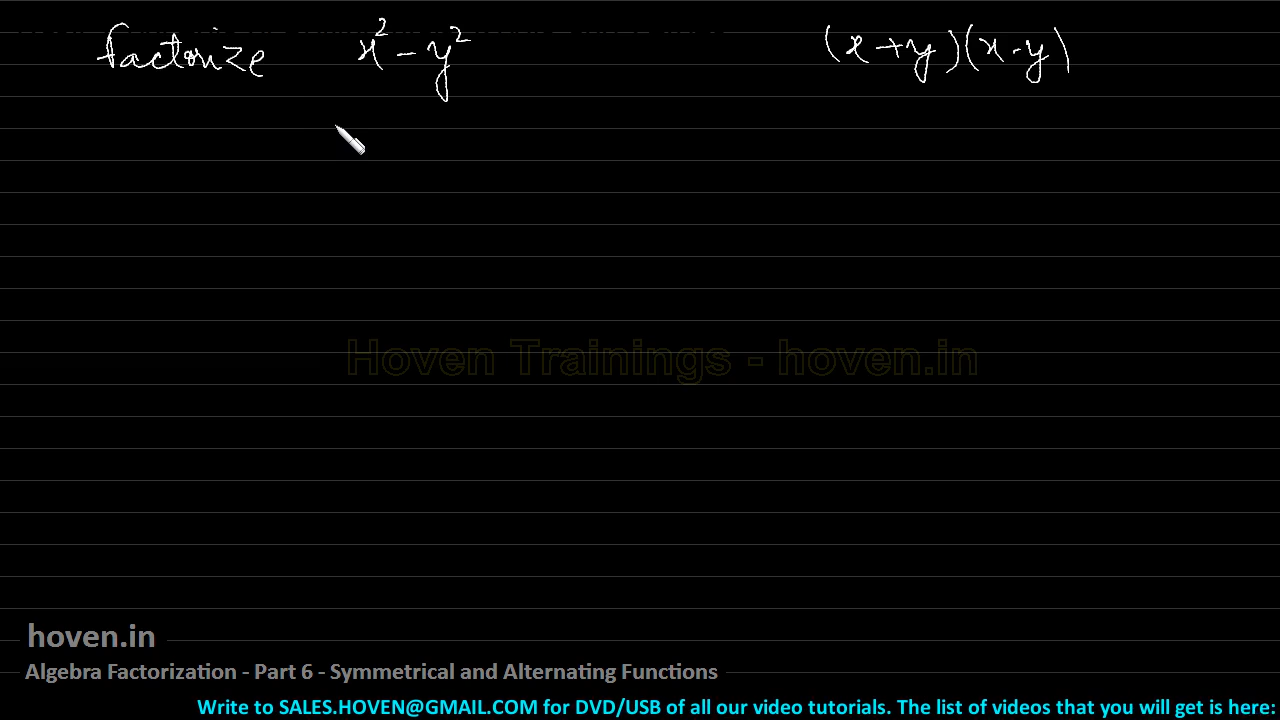 factorize x² - y² (x+y)(x-y)
Hoven Trainings - hoven.in
hoven.in
Algebra Factorization - Part 6 - Symmetrical and Alternating Functions
Write to SALES.HOVEN@GMAIL.COM for DVD/USB of all our video tutorials. The list of videos that you will get is here: